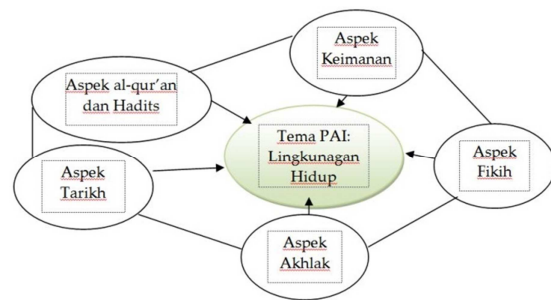 Aspek
Keimanan
Aspek al-qur'an
dan Hadits
Tema PAI:
Lingkunagan
Hidup
Aspek
Fikih
Aspek
Tarikh
Aspek
Akhlak